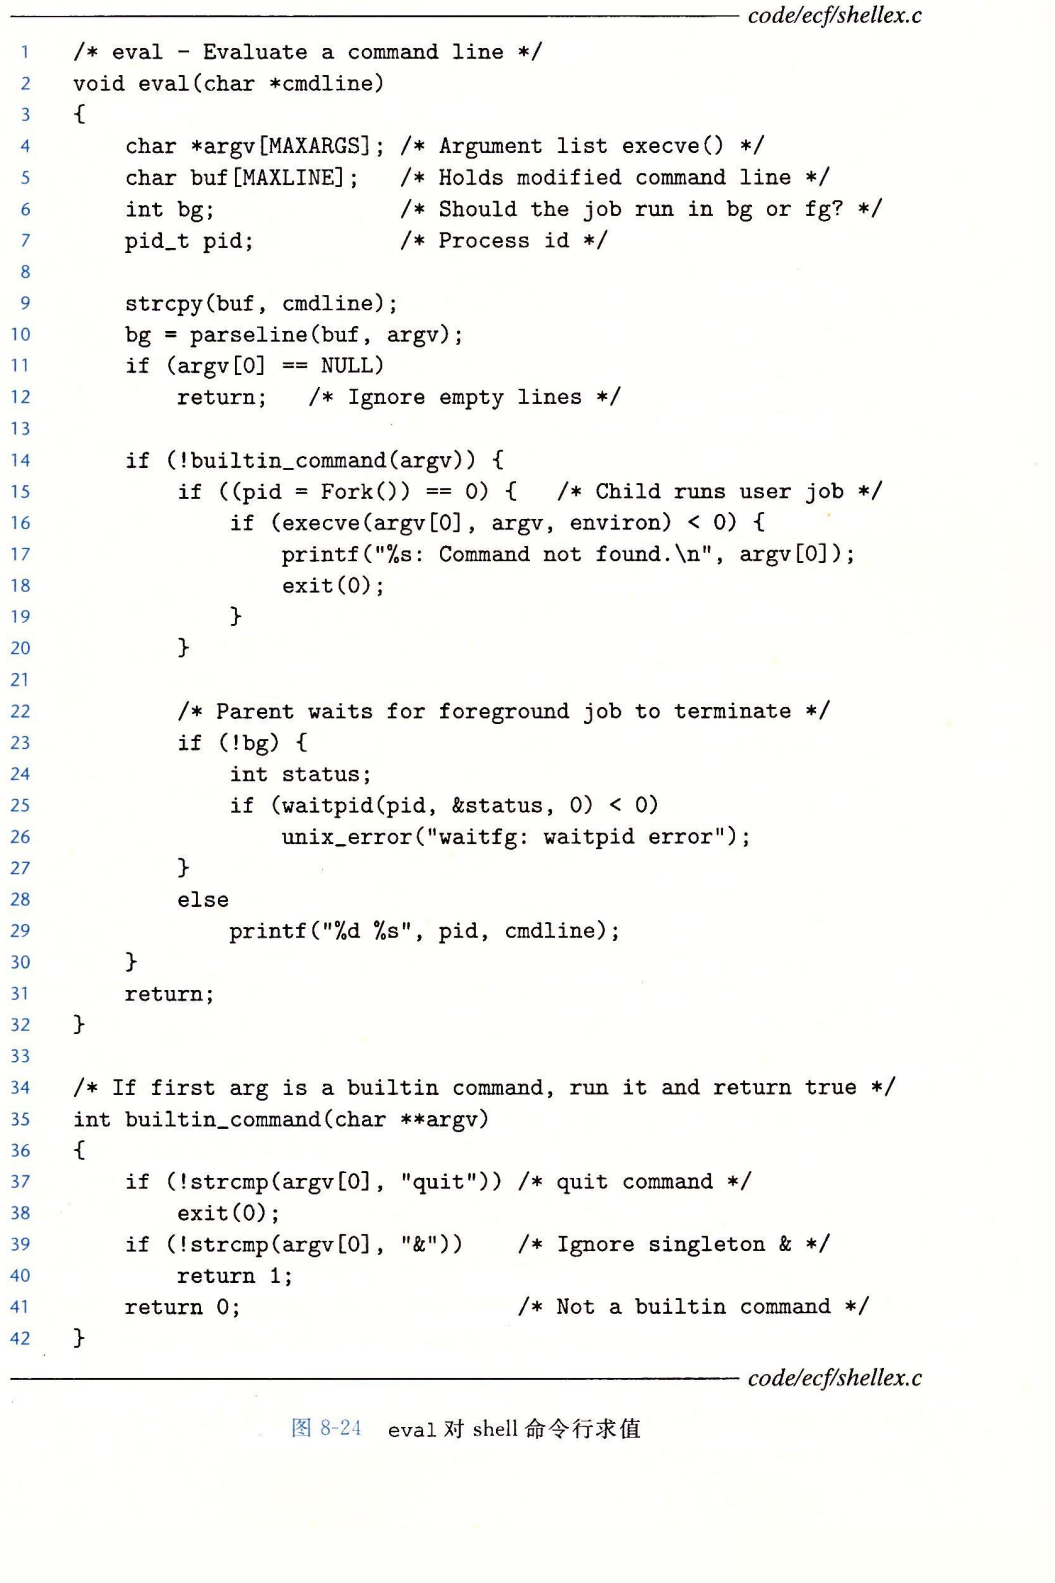 code/ecf/shellex.c
1 /* eval - Evaluate a command line */
2 void eval(char *cmdline)
3 {
4     char *argv[MAXARGS]; /* Argument list execve() */
5     char buf[MAXLINE];   /* Holds modified command line */
6     int bg;              /* Should the job run in bg or fg? */
7     pid_t pid;           /* Process id */
8
9     strcpy(buf, cmdline);
10     bg = parseline(buf, argv);
11     if (argv[0] == NULL)
12         return;   /* Ignore empty lines */
13
14     if (!builtin_command(argv)) {
15         if ((pid = Fork()) == 0) {   /* Child runs user job */
16             if (execve(argv[0], argv, environ) < 0) {
17                 printf("%s: Command not found.\n", argv[0]);
18                 exit(0);
19             }
20         }
21
22         /* Parent waits for foreground job to terminate */
23         if (!bg) {
24             int status;
25             if (waitpid(pid, &status, 0) < 0)
26                 unix_error("waitfg: waitpid error");
27         }
28         else
29             printf("%d %s", pid, cmdline);
30     }
31     return;
32 }
33
34 /* If first arg is a builtin command, run it and return true */
35 int builtin_command(char **argv)
36 {
37     if (!strcmp(argv[0], "quit")) /* quit command */
38         exit(0);
39     if (!strcmp(argv[0], "&"))    /* Ignore singleton & */
40         return 1;
41     return 0;                     /* Not a builtin command */
42 }
code/ecf/shellex.c
图 8-24 eval 对 shell 命令行求值